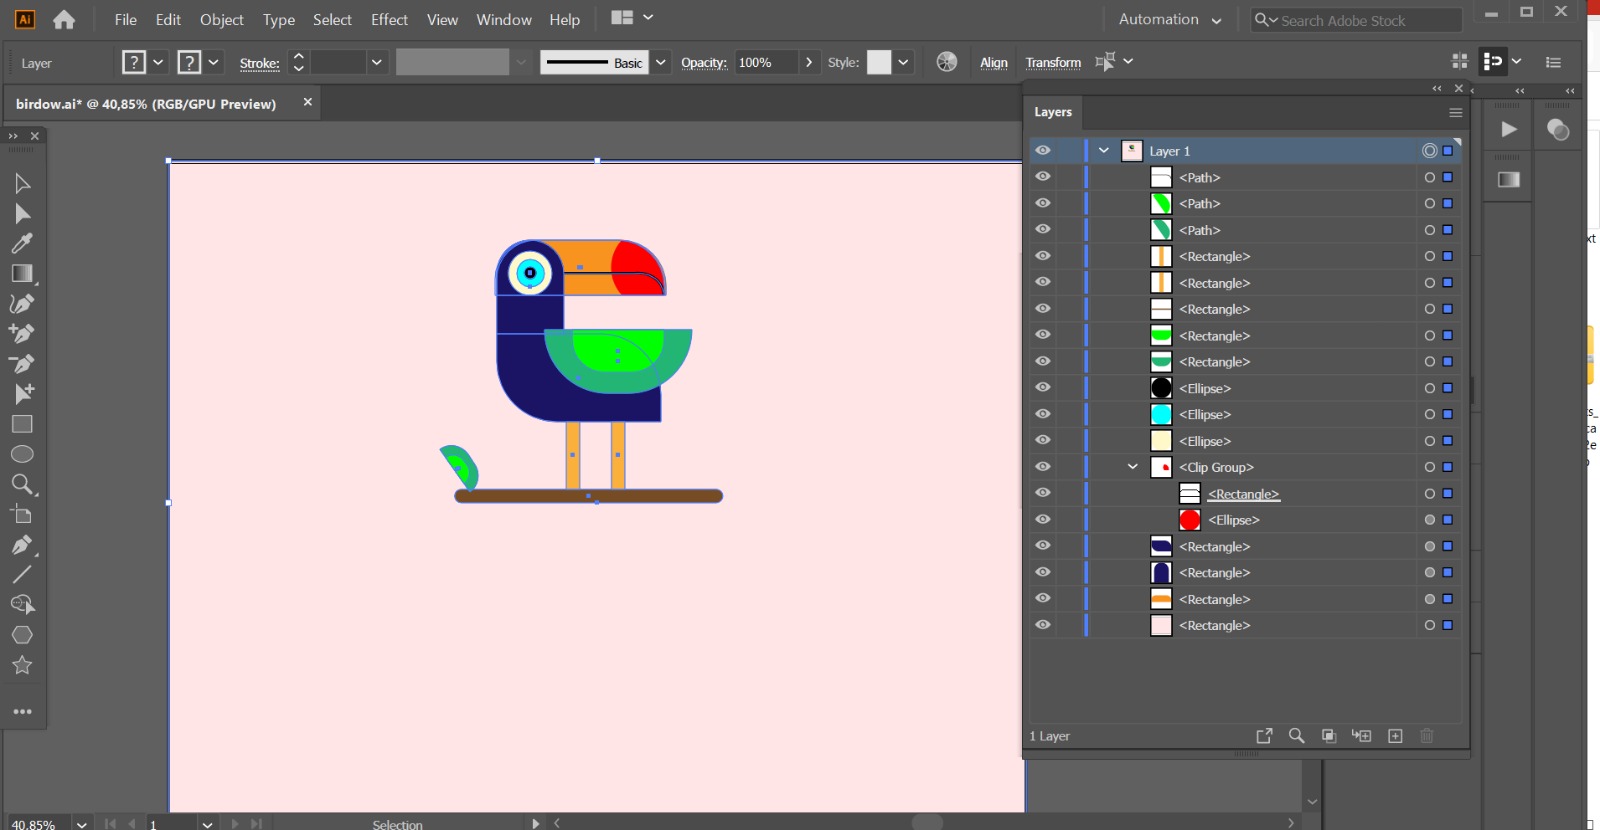 Ai File Edit Object Type Select Effect View Window Help Automation Search Adobe Stock
Layer ? ? Stroke: Basic Opacity: 100% Style: Align Transform
birdow.ai* @ 40,85% (RGB/GPU Preview)
Layers
Layer 1
<Path>
<Path>
<Path>
<Rectangle>
<Rectangle>
<Rectangle>
<Rectangle>
<Rectangle>
<Ellipse>
<Ellipse>
<Ellipse>
<Clip Group>
<Rectangle>
<Ellipse>
<Rectangle>
<Rectangle>
<Rectangle>
<Rectangle>
1 Layer
40,85% 1 Selection